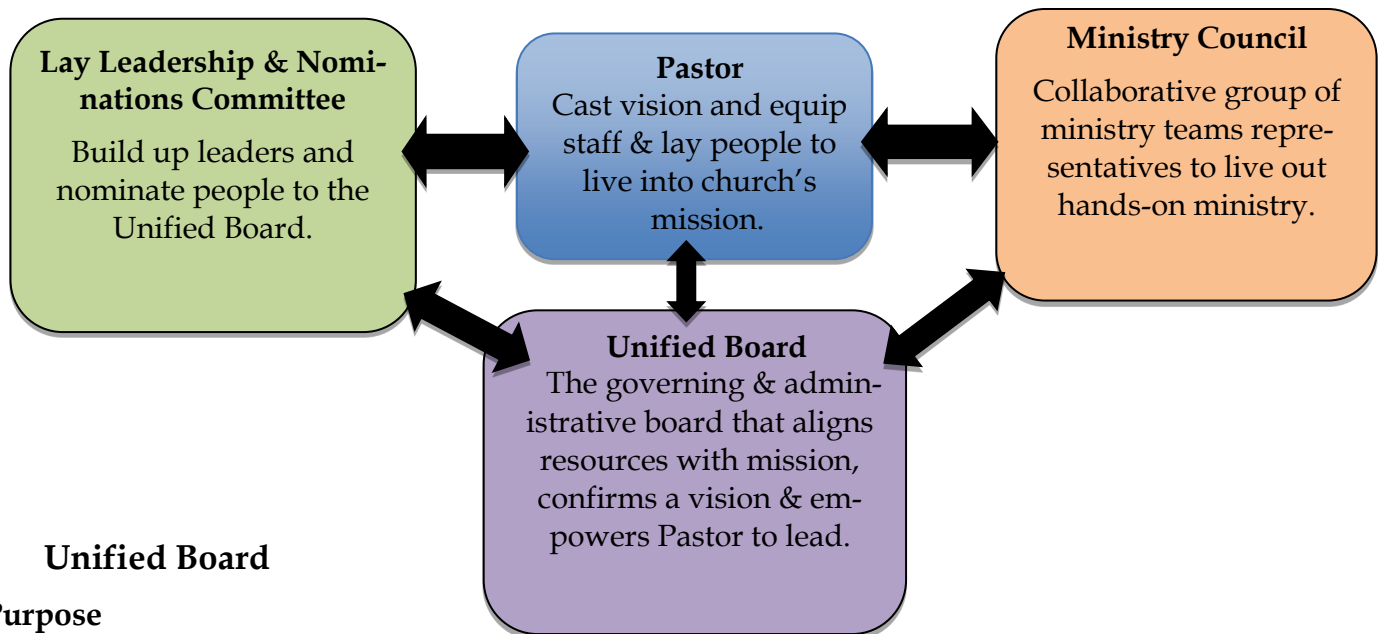 Lay Leadership & Nomi-
nations Committee
Build up leaders and
nominate people to the
Unified Board.
Pastor
Cast vision and equip
staff & lay people to
live into church’s
mission.
Ministry Council
Collaborative group of
ministry teams repre-
sentatives to live out
hands-on ministry.
Unified Board
The governing & admin-
istrative board that aligns
resources with mission,
confirms a vision & em-
powers Pastor to lead.
Unified Board
Purpose